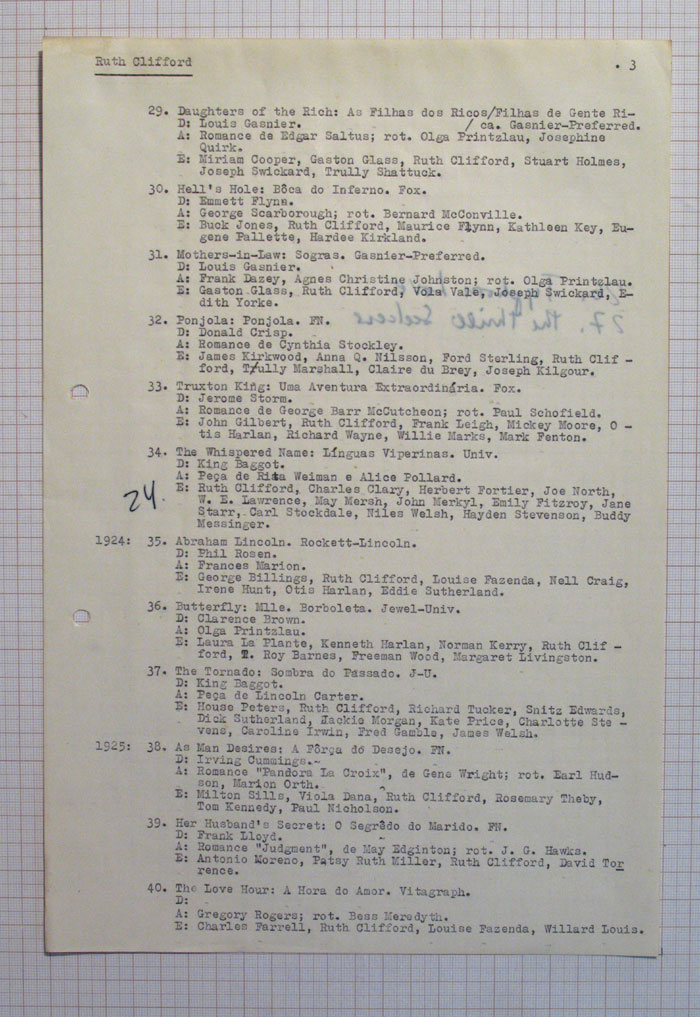 Ruth Clifford
. 3
29. Daughters of the Rich: As Filhas dos Ricos/Filhas de Gente Ri-
D: Louis Gasnier. / ca. Gasnier-Preferred.
A: Romance de Edgar Saltus; rot. Olga Printzlau, Josephine
Quirk.
E: Miriam Cooper, Gaston Glass, Ruth Clifford, Stuart Holmes,
Joseph Swickard, Trully Shattuck.
30. Hell's Hole: Bôca do Inferno. Fox.
D: Emmett Flynn.
A: George Scarborough; rot. Bernard McConville.
E: Buck Jones, Ruth Clifford, Maurice Flynn, Kathleen Key, Eu-
gene Pallette, Hardee Kirkland.
31. Mothers-in-Law: Sogras. Gasnier-Preferred.
D: Louis Gasnier.
A: Frank Dazey, Agnes Christine Johnston; rot. Olga Printzlau.
E: Gaston Glass, Ruth Clifford, Vola Vale, Joseph Swickard, E-
dith Yorke.
27. The Thrill Seekers
32. Ponjola: Ponjola. FN.
D: Donald Crisp.
A: Romance de Cynthia Stockley.
E: James Kirkwood, Anna Q. Nilsson, Ford Sterling, Ruth Clif -
ford, Trully Marshall, Claire du Brey, Joseph Kilgour.
33. Truxton King: Uma Aventura Extraordinária. Fox.
D: Jerome Storm.
A: Romance de George Barr McCutcheon; rot. Paul Schofield.
E: John Gilbert, Ruth Clifford, Frank Leigh, Mickey Moore, O -
tis Harlan, Richard Wayne, Willie Marks, Mark Fenton.
34. The Whispered Name: Línguas Viperinas. Univ.
D: King Baggot.
A: Peça de Rita Weiman e Alice Pollard.
24.
E: Ruth Clifford, Charles Clary, Herbert Fortier, Joe North,
W. E. Lawrence, May Mersh, John Merkyl, Emily Fitzroy, Jane
Starr, Carl Stockdale, Niles Welsh, Hayden Stevenson, Buddy
Messinger.
1924: 35. Abraham Lincoln. Rockett-Lincoln.
D: Phil Rosen.
A: Frances Marion.
E: George Billings, Ruth Clifford, Louise Fazenda, Nell Craig,
Irene Hunt, Otis Harlan, Eddie Sutherland.
36. Butterfly: Mlle. Borboleta. Jewel-Univ.
D: Clarence Brown.
A: Olga Printzlau.
E: Laura La Plante, Kenneth Harlan, Norman Kerry, Ruth Clif -
ford, T. Roy Barnes, Freeman Wood, Margaret Livingston.
37. The Tornado: Sombra do Passado. J-U.
D: King Baggot.
A: Peça de Lincoln Carter.
E: House Peters, Ruth Clifford, Richard Tucker, Snitz Edwards,
Dick Sutherland, Jackie Morgan, Kate Price, Charlotte Ste -
vens, Caroline Irwin, Fred Gamble, James Welsh.
1925: 38. As Man Desires: A Fôrça do Desejo. FN.
D: Irving Cummings.
A: Romance "Pandora La Croix", de Gene Wright; rot. Earl Hud-
son, Marion Orth.
E: Milton Sills, Viola Dana, Ruth Clifford, Rosemary Theby,
Tom Kennedy, Paul Nicholson.
39. Her Husband's Secret: O Segrêdo do Marido. FN.
D: Frank Lloyd.
A: Romance "Judgment", de May Edginton; rot. J. G. Hawks.
E: Antonio Moreno, Patsy Ruth Miller, Ruth Clifford, David Tor
rence.
40. The Love Hour: A Hora do Amor. Vitagraph.
D:
A: Gregory Rogers; rot. Bess Meredyth.
E: Charles Farrell, Ruth Clifford, Louise Fazenda, Willard Louis.